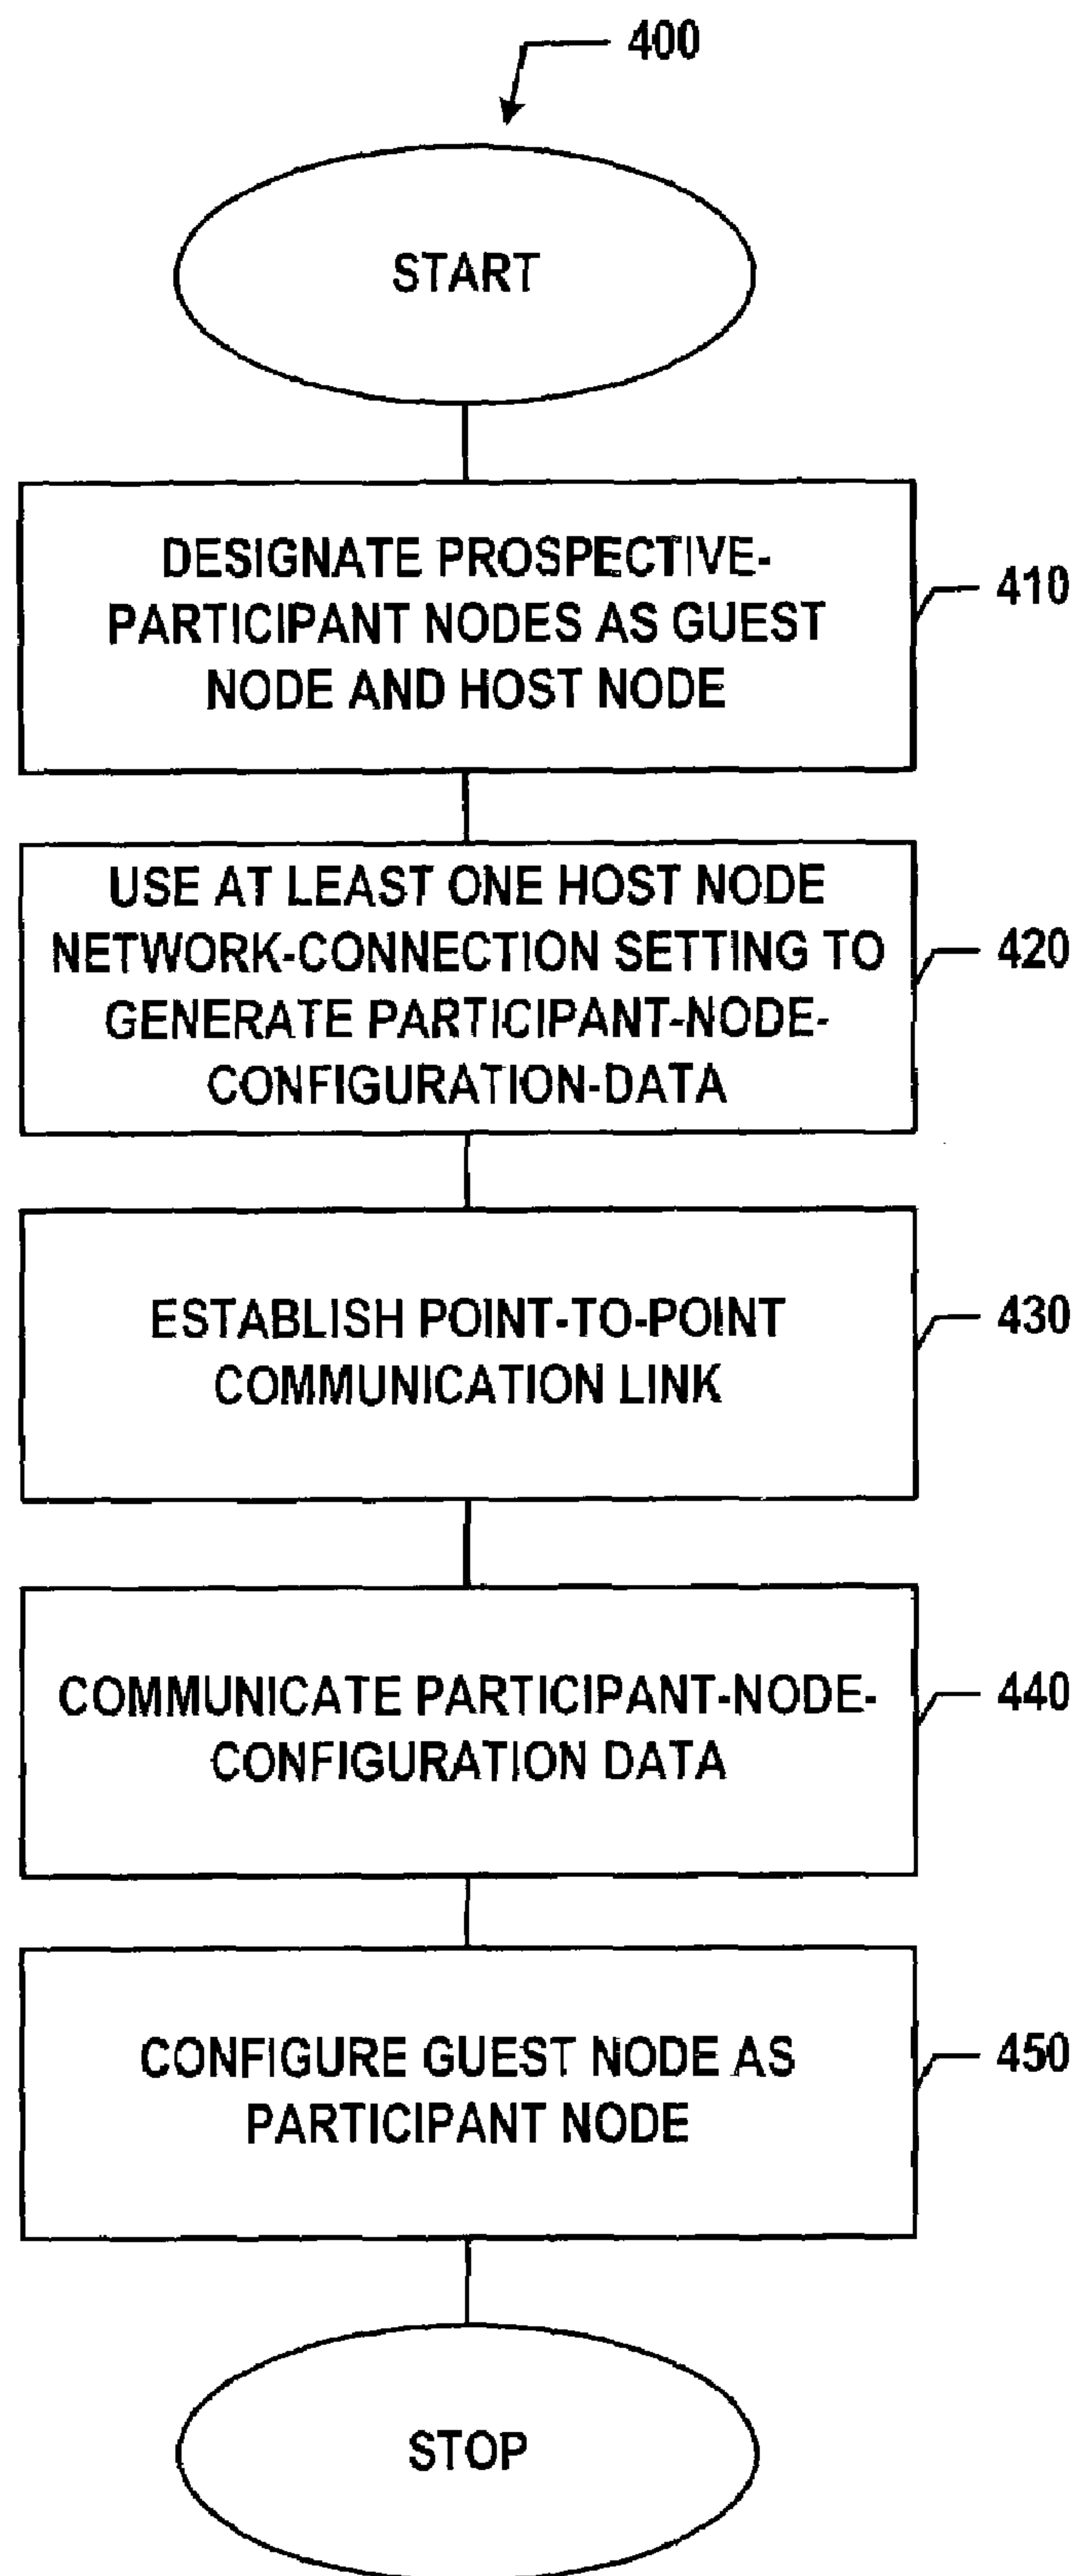 400
START
DESIGNATE PROSPECTIVE-
PARTICIPANT NODES AS GUEST
NODE AND HOST NODE
410
USE AT LEAST ONE HOST NODE
NETWORK-CONNECTION SETTING TO
GENERATE PARTICIPANT-NODE-
CONFIGURATION-DATA
420
ESTABLISH POINT-TO-POINT
COMMUNICATION LINK
430
COMMUNICATE PARTICIPANT-NODE-
CONFIGURATION DATA
440
CONFIGURE GUEST NODE AS
PARTICIPANT NODE
450
STOP